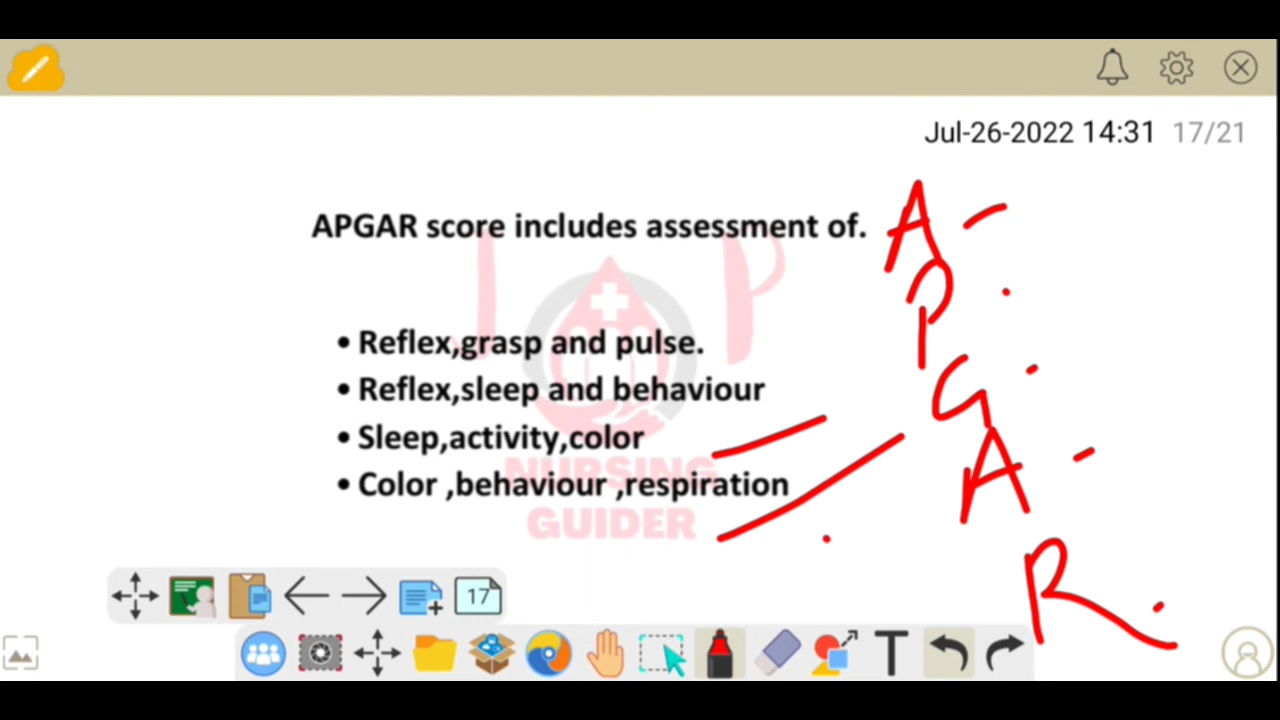 Jul-26-2022 14:31 17/21
APGAR score includes assessment of.
A -
P .
G -
A -
R .
J P
• Reflex,grasp and pulse.
• Reflex,sleep and behaviour
• Sleep,activity,color
• Color ,behaviour ,respiration
NURSING
GUIDER
17
T